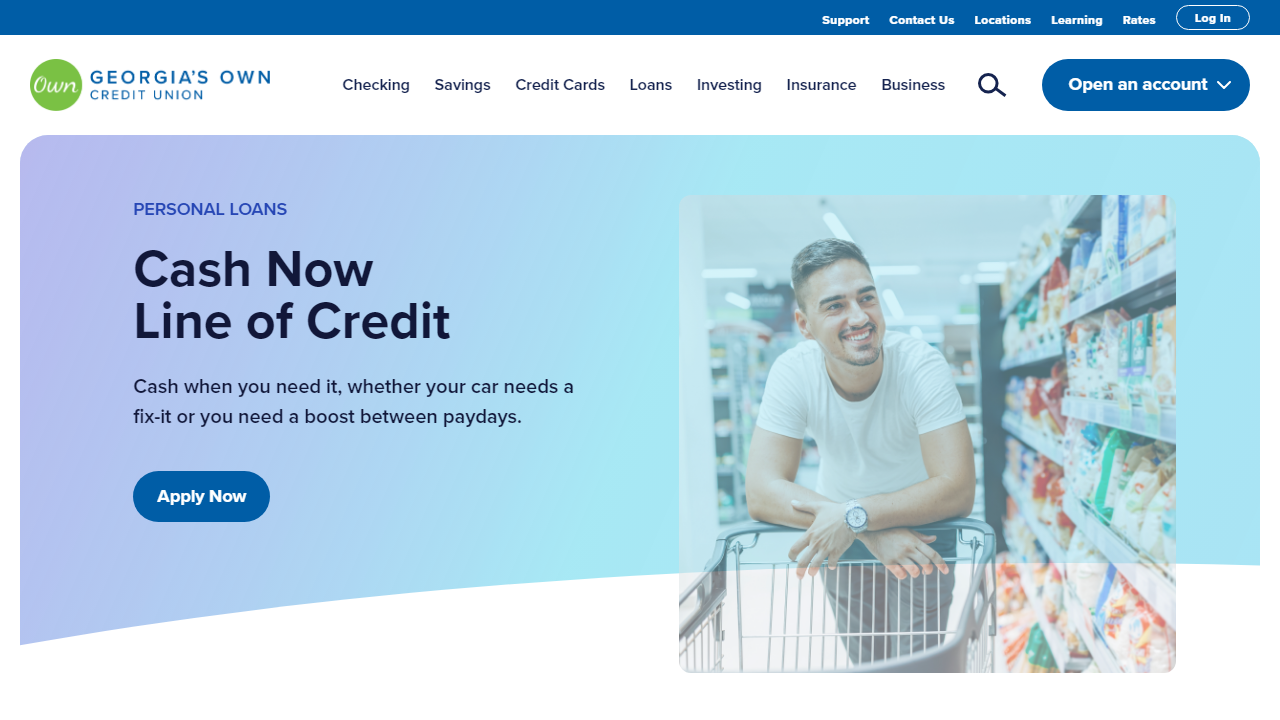 Support
Contact Us
Locations
Learning
Rates
Log In
Own
GEORGIA'S OWN
CREDIT UNION
Checking
Savings
Credit Cards
Loans
Investing
Insurance
Business
Open an account
PERSONAL LOANS
Cash Now
Line of Credit
Cash when you need it, whether your car needs a
fix-it or you need a boost between paydays.
Apply Now